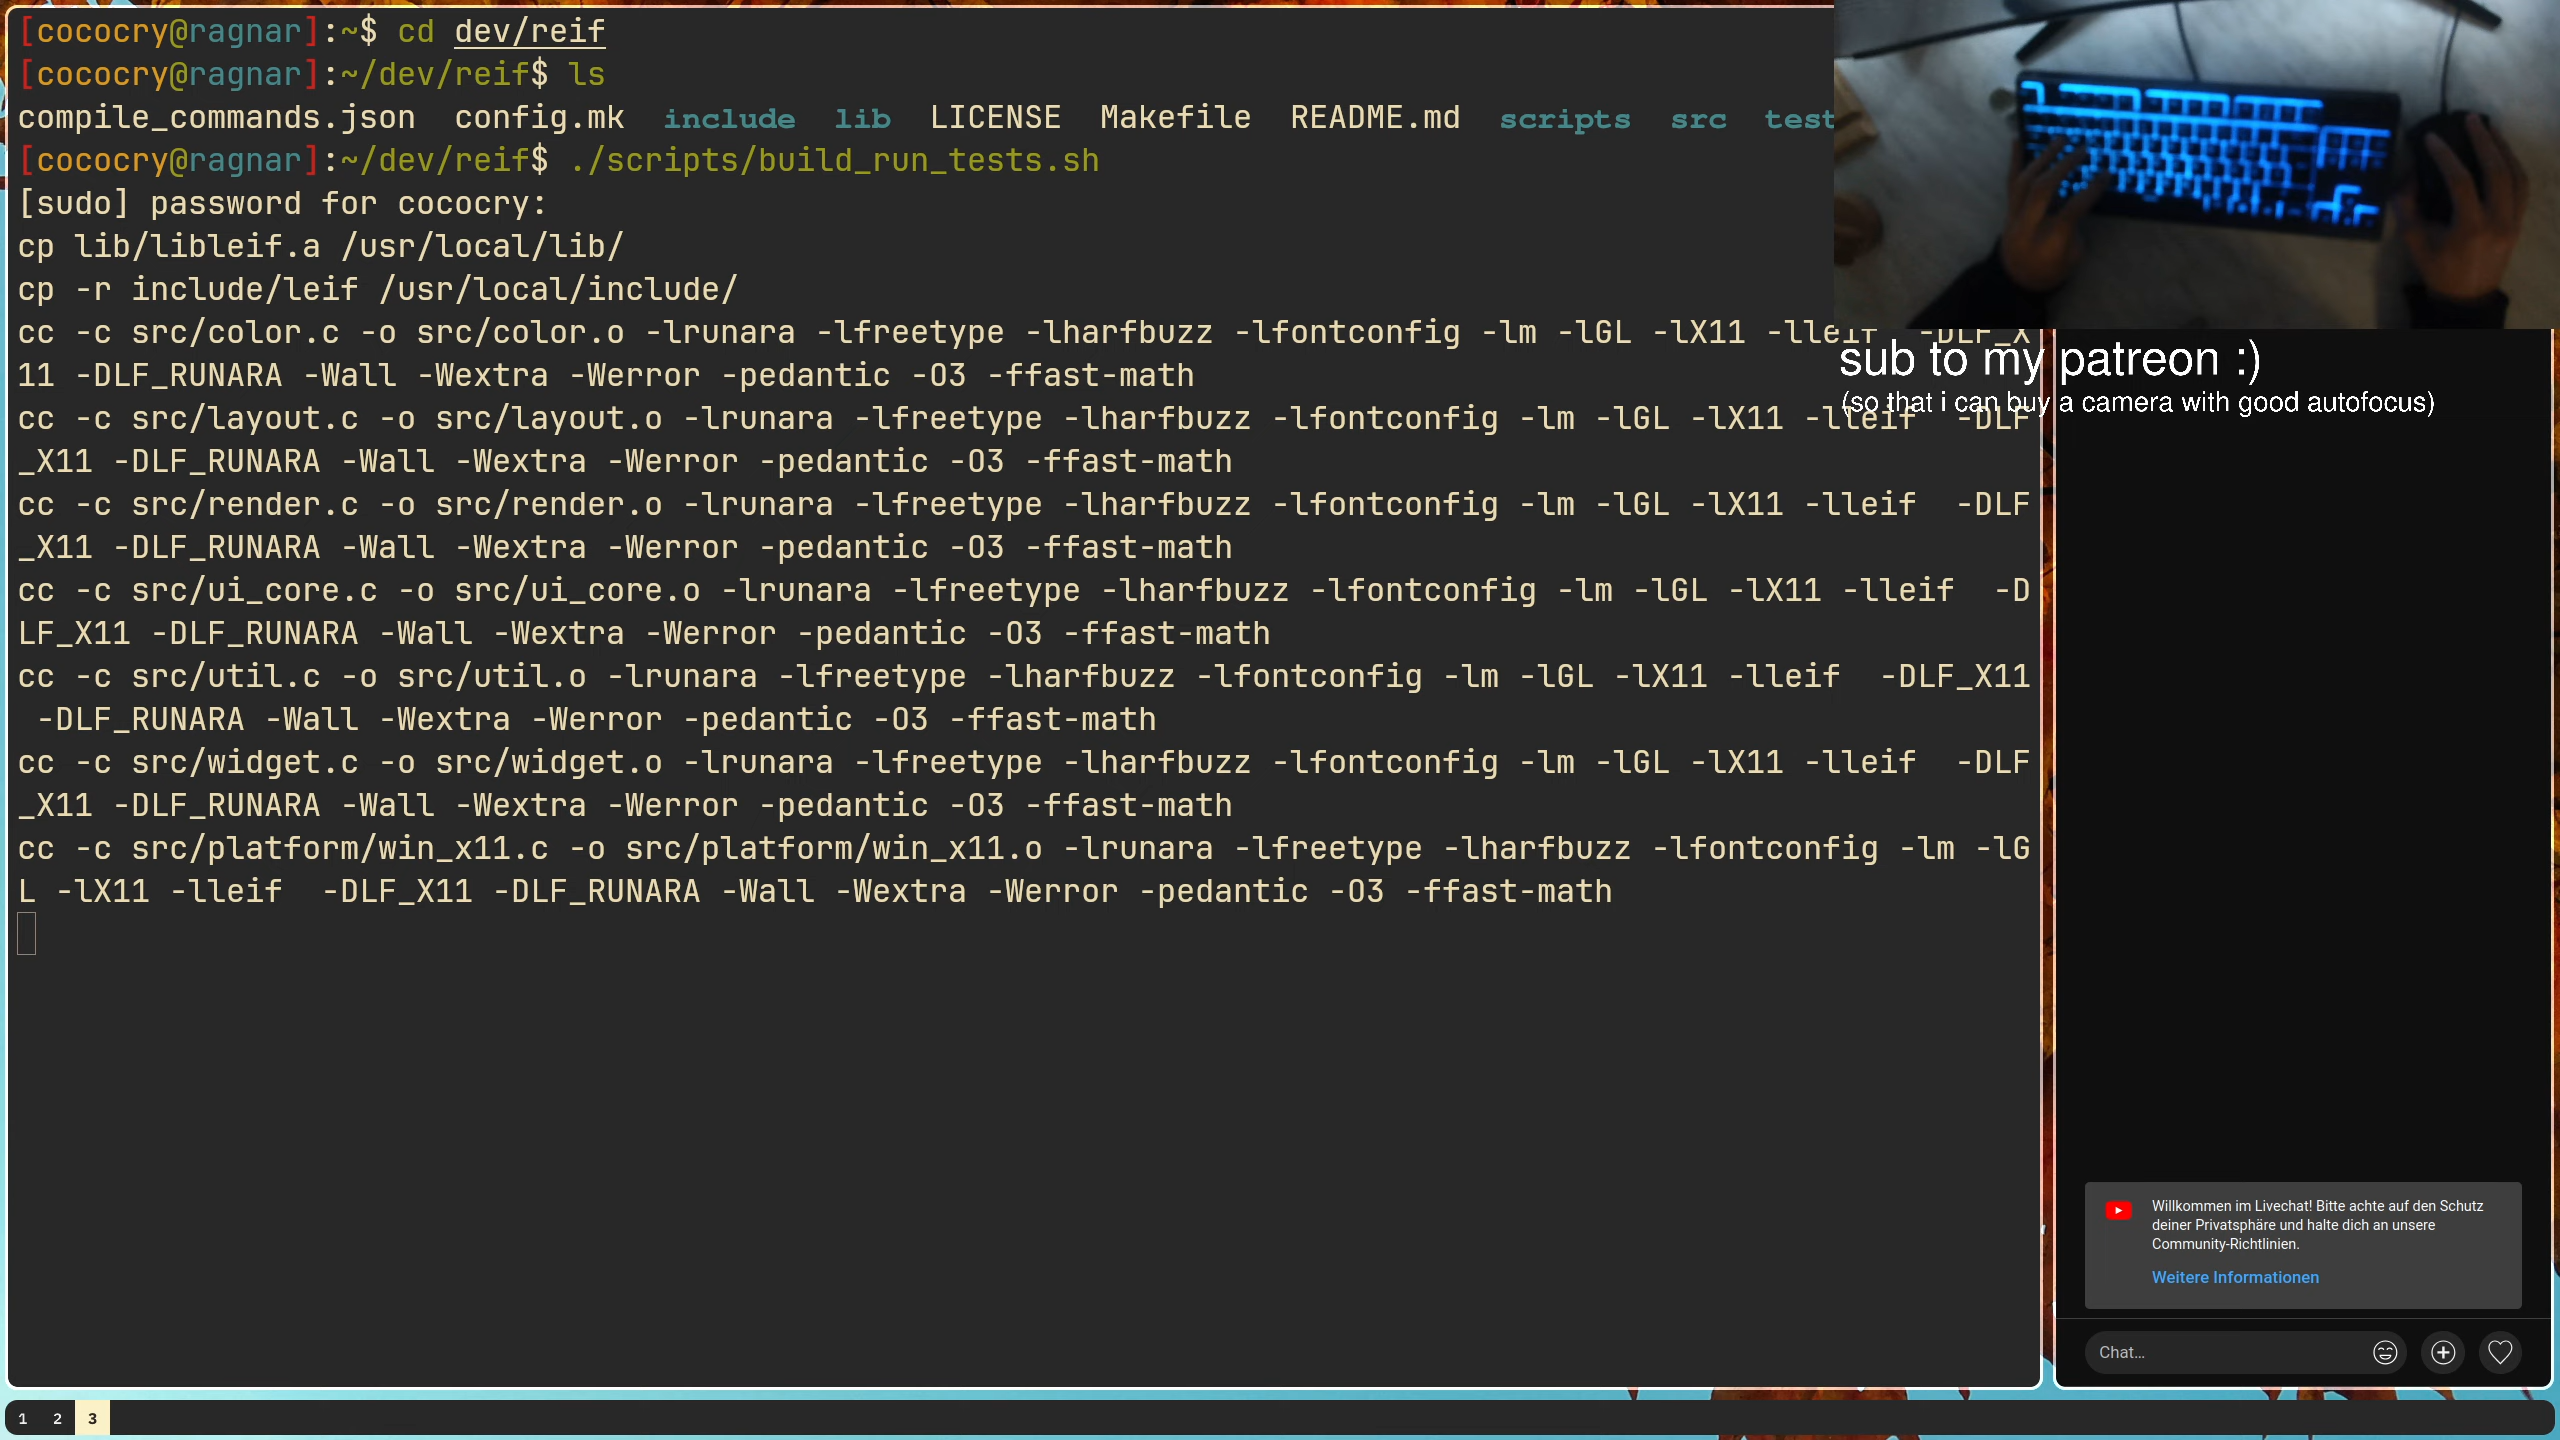 [cococry@ragnar]:~$ cd dev/reif
[cococry@ragnar]:~/dev/reif$ ls
compile_commands.json  config.mk  include  lib  LICENSE  Makefile  README.md  scripts  src  test
[cococry@ragnar]:~/dev/reif$ ./scripts/build_run_tests.sh
[sudo] password for cococry:
cp lib/libleif.a /usr/local/lib/
cp -r include/leif /usr/local/include/
cc -c src/color.c -o src/color.o -lrunara -lfreetype -lharfbuzz -lfontconfig -lm -lGL -lX11 -lleif  -DLF_X
11 -DLF_RUNARA -Wall -Wextra -Werror -pedantic -O3 -ffast-math
cc -c src/layout.c -o src/layout.o -lrunara -lfreetype -lharfbuzz -lfontconfig -lm -lGL -lX11 -lleif  -DLF
_X11 -DLF_RUNARA -Wall -Wextra -Werror -pedantic -O3 -ffast-math
cc -c src/render.c -o src/render.o -lrunara -lfreetype -lharfbuzz -lfontconfig -lm -lGL -lX11 -lleif  -DLF
_X11 -DLF_RUNARA -Wall -Wextra -Werror -pedantic -O3 -ffast-math
cc -c src/ui_core.c -o src/ui_core.o -lrunara -lfreetype -lharfbuzz -lfontconfig -lm -lGL -lX11 -lleif  -D
LF_X11 -DLF_RUNARA -Wall -Wextra -Werror -pedantic -O3 -ffast-math
cc -c src/util.c -o src/util.o -lrunara -lfreetype -lharfbuzz -lfontconfig -lm -lGL -lX11 -lleif  -DLF_X11
 -DLF_RUNARA -Wall -Wextra -Werror -pedantic -O3 -ffast-math
cc -c src/widget.c -o src/widget.o -lrunara -lfreetype -lharfbuzz -lfontconfig -lm -lGL -lX11 -lleif  -DLF
_X11 -DLF_RUNARA -Wall -Wextra -Werror -pedantic -O3 -ffast-math
cc -c src/platform/win_x11.c -o src/platform/win_x11.o -lrunara -lfreetype -lharfbuzz -lfontconfig -lm -lG
L -lX11 -lleif  -DLF_X11 -DLF_RUNARA -Wall -Wextra -Werror -pedantic -O3 -ffast-math
sub to my patreon :)
(so that i can buy a camera with good autofocus)
Willkommen im Livechat! Bitte achte auf den Schutz
deiner Privatsphäre und halte dich an unsere
Community-Richtlinien.
Weitere Informationen
Chat...
1 2 3